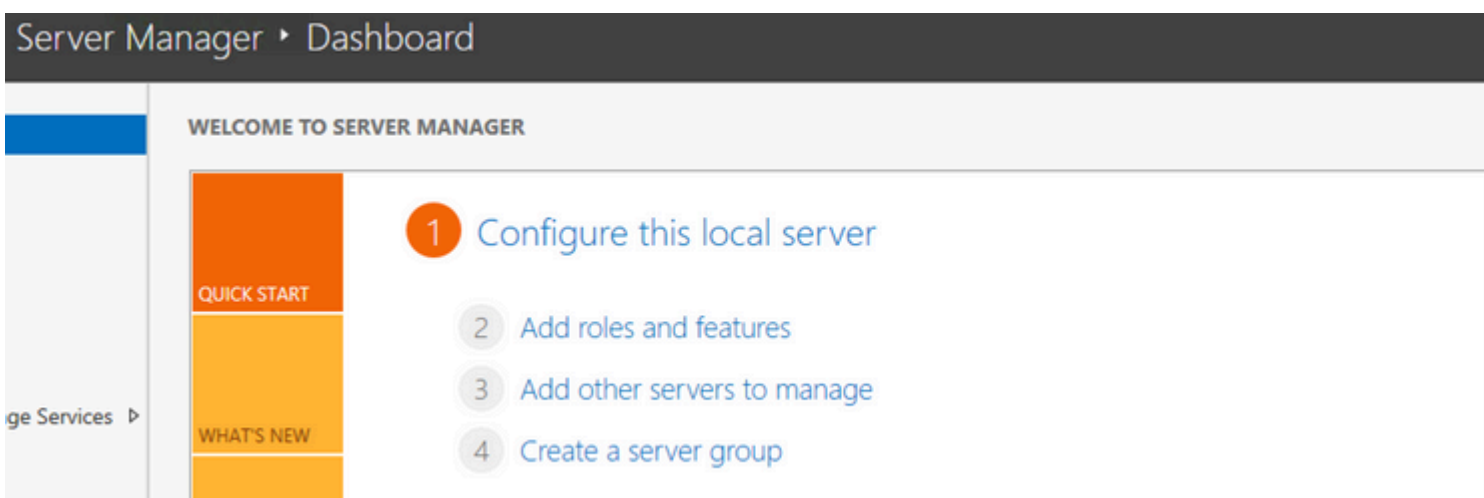 Server Manager ‣ Dashboard
WELCOME TO SERVER MANAGER
1 Configure this local server
QUICK START
2 Add roles and features
3 Add other servers to manage
ge Services ▷
WHAT'S NEW
4 Create a server group